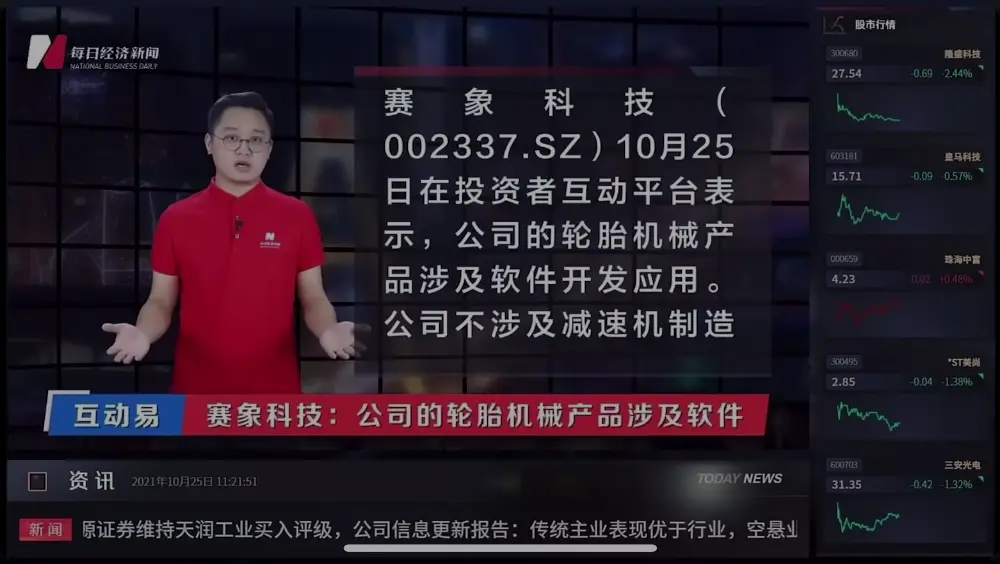 每日经济新闻
NATIONAL BUSINESS DAILY
赛象科技（
002337.SZ）10月25
日在投资者互动平台表
示，公司的轮胎机械产
品涉及软件开发应用。
公司不涉及减速机制造
互动易
赛象科技：公司的轮胎机械产品涉及软件
资讯
2021年10月25日 11:21:51
TODAY NEWS
新闻
源证券维持天润工业买入评级，公司信息更新报告：传统主业表现优于行业，空悬业
股市行情
300680
隆盛科技
27.54
-0.69
-2.44%
603181
皇马科技
15.71
-0.09
0.57%
000659
珠海中富
4.23
0.02
+0.48%
300495
*ST美尚
2.85
-0.04
-1.38%
600703
三安光电
31.35
-0.42
-1.32%